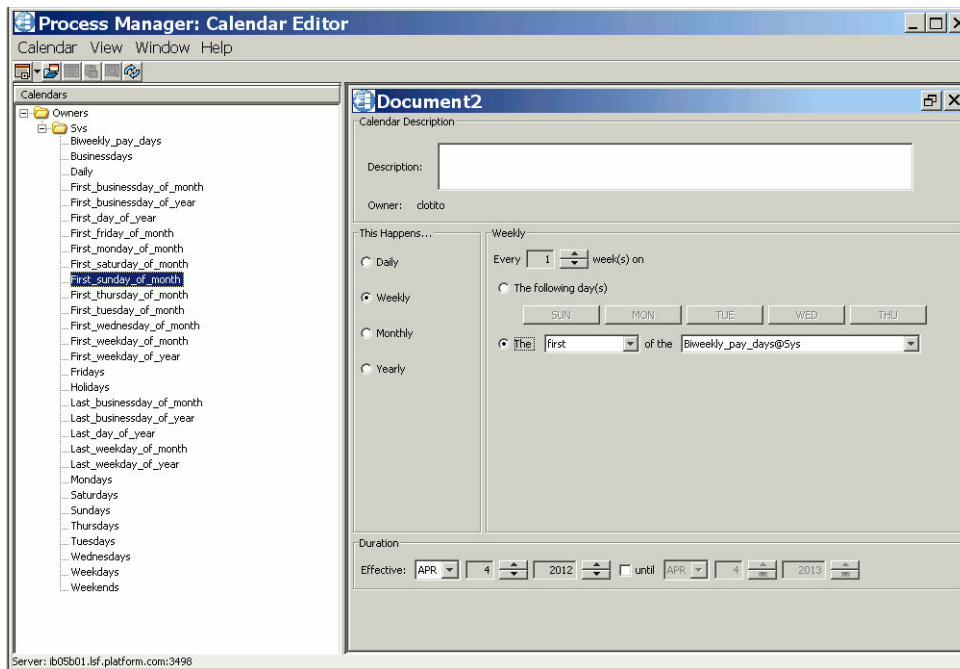 Process Manager: Calendar Editor
Calendar View Window Help
Calendars
Owners
Sys
Biweekly_pay_days
Businessdays
Daily
First_businessday_of_month
First_businessday_of_year
First_day_of_year
First_friday_of_month
First_monday_of_month
First_saturday_of_month
First_sunday_of_month
First_thursday_of_month
First_tuesday_of_month
First_wednesday_of_month
First_weekday_of_month
First_weekday_of_year
Fridays
Holidays
Last_businessday_of_month
Last_businessday_of_year
Last_day_of_year
Last_weekday_of_month
Last_weekday_of_year
Mondays
Saturdays
Sundays
Thursdays
Tuesdays
Wednesdays
Weekdays
Weekends
Document2
Calendar Description
Description:
Owner: clotito
This Happens...
Daily
Weekly
Monthly
Yearly
Weekly
Every 1 week(s) on
The following day(s)
SUN MON TUE WED THU
The first of the Biweekly_pay_days@Sys
Duration
Effective: APR 4 2012 until APR 4 2013
Server: ib05b01.lsf.platform.com:3498